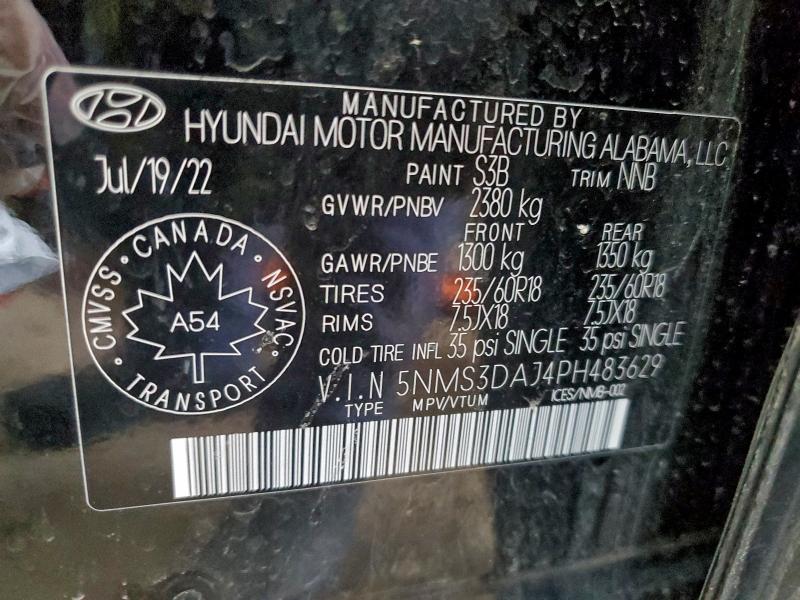 MANUFACTURED BY
HYUNDAI MOTOR MANUFACTURING ALABAMA, LLC
Jul/19/22
PAINT S3B TRIM NNB
GVWR/PNBV 2380 kg
FRONT REAR
GAWR/PNBE 1300 kg 1350 kg
TIRES 235/60R18 235/60R18
RIMS 7.5JX18 7.5JX18
COLD TIRE INFL 35 psi SINGLE 35 psi SINGLE
V.I.N 5NMS3DAJ4PH483629
TYPE MPV/VTUM ICES/NMB-002
CMVSS · CANADA · NSVAC · TRANSPORT ·
A54